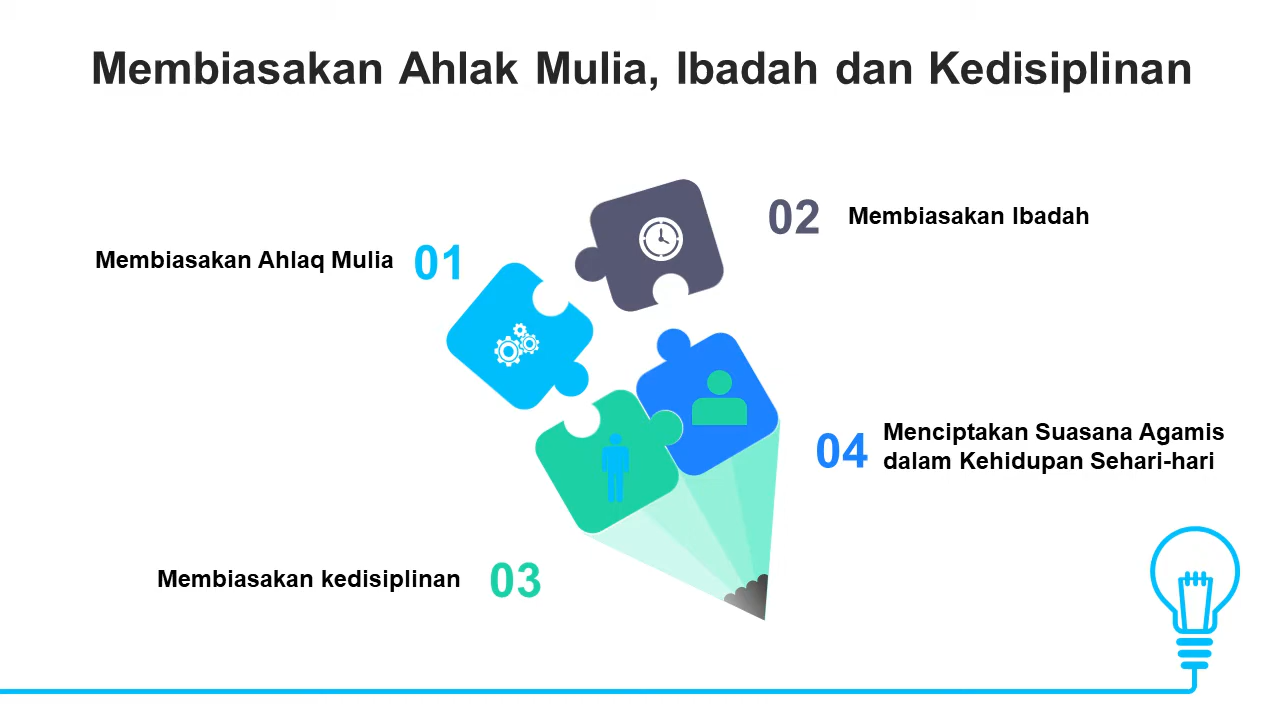 Membiasakan Ahlak Mulia, Ibadah dan Kedisiplinan
Membiasakan Ahlaq Mulia 01
02 Membiasakan Ibadah
Membiasakan kedisiplinan 03
04 Menciptakan Suasana Agamis
dalam Kehidupan Sehari-hari